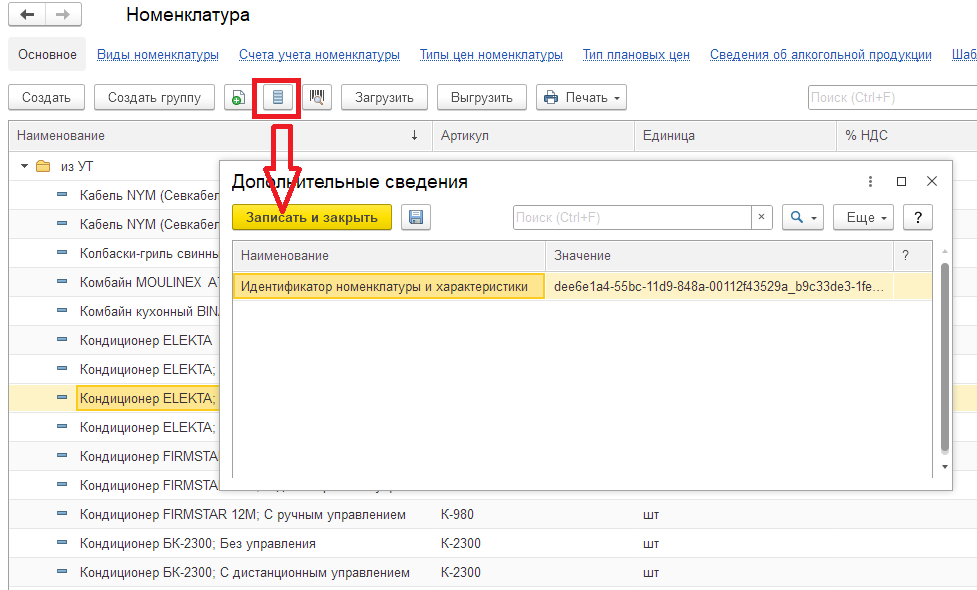 Номенклатура
Основное Виды номенклатуры Счета учета номенклатуры Типы цен номенклатуры Тип плановых цен Сведения об алкогольной продукции Шаб
Создать Создать группу Загрузить Выгрузить Печать Поиск (Ctrl+F)
Наименование ↓ Артикул Единица % НДС
из УТ
Дополнительные сведения
Кабель NYM (Севкабел
Записать и закрыть Поиск (Ctrl+F) × Еще ?
Кабель NYM (Севкабел
Колбаски-гриль свинны
Наименование Значение ?
Комбайн MOULINEX А
Идентификатор номенклатуры и характеристики dee6e1a4-55bc-11d9-848a-00112f43529a_b9c33de3-1fe...
Комбайн кухонный BIN
Кондиционер ELEKTA
Кондиционер ELEKTA;
Кондиционер ELEKTA;
Кондиционер ELEKTA;
Кондиционер FIRMSTA
Кондиционер FIRMSTA
Кондиционер FIRMSTAR 12М; С ручным управлением К-980 шт
Кондиционер БК-2300; Без управления К-2300 шт
Кондиционер БК-2300; С дистанционным управлением К-2300 шт